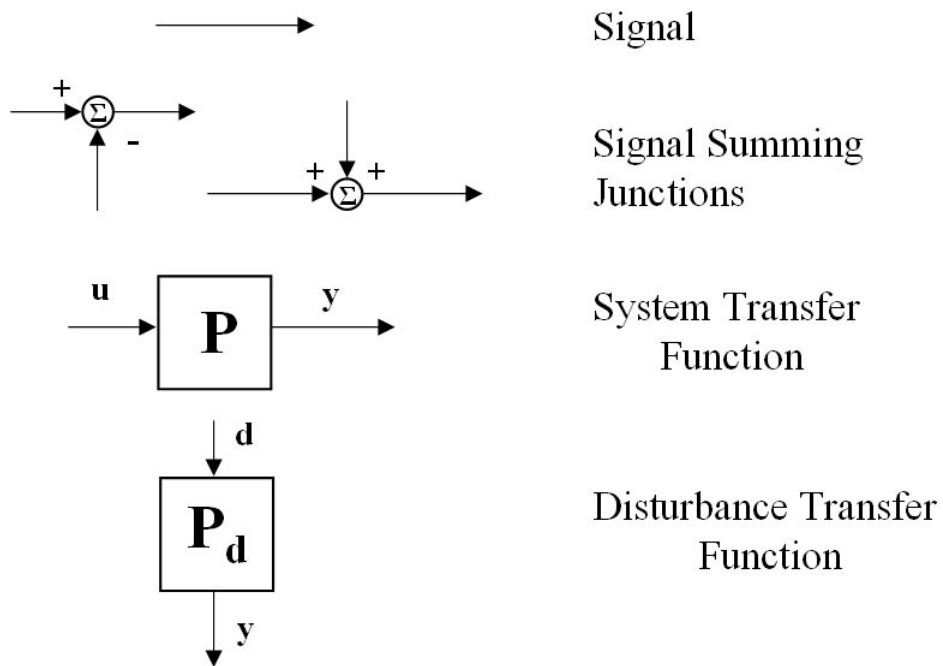 Signal
+
Σ
-
Signal Summing
Junctions
+ +
Σ
u
y
P
System Transfer
Function
d
Pd
Disturbance Transfer
Function
y